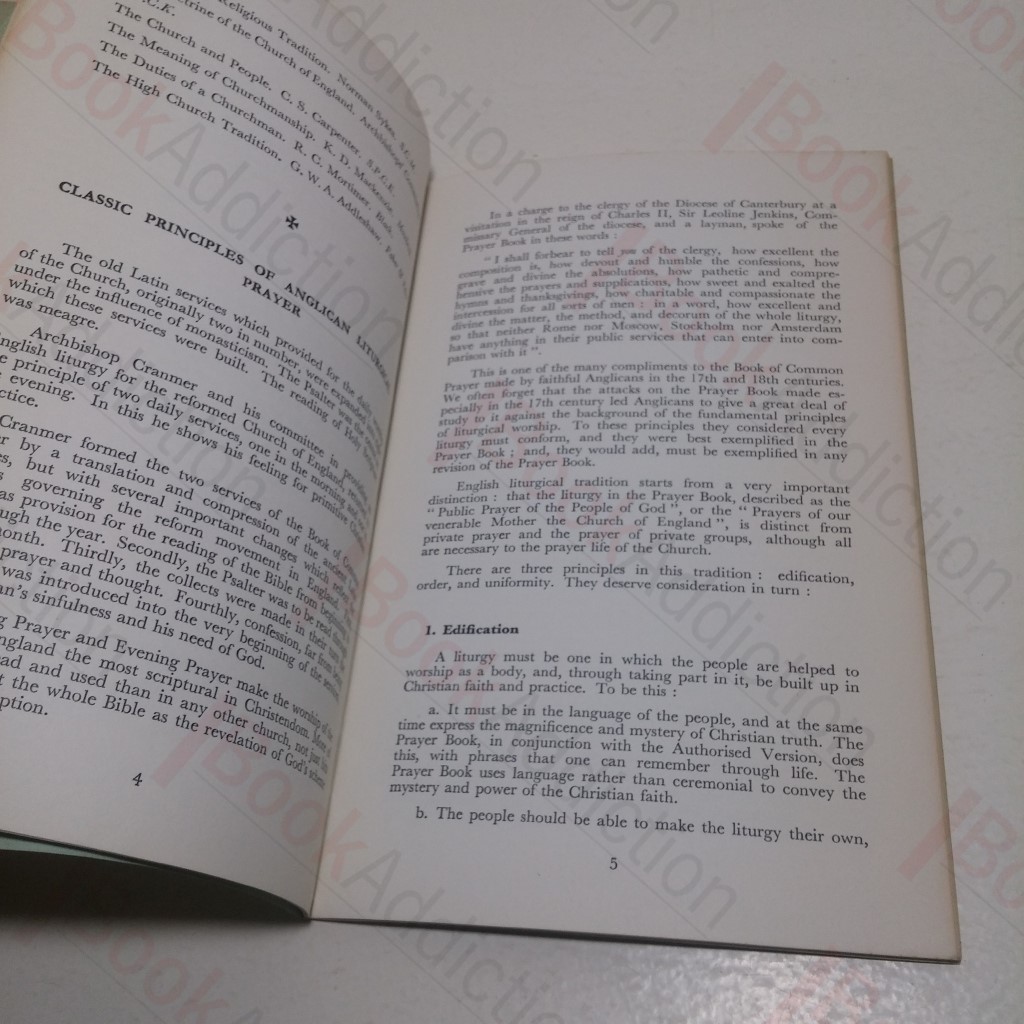 Religious Tradition. Norman Sykes.
trine of the Church of England. Archbishops'
C.K.
The Church and People. C. S. Carpenter. S.P.C.K.
The Meaning of Churchmanship. K. D. Mackenzie.
The Duties of a Churchman. R. C. Mortimer.
The High Church Tradition. G. W. A. Addleshaw.
✠
CLASSIC PRINCIPLES OF ANGLICAN LITURGICAL
PRAYER
The old Latin services which provided for the daily
of the Church, originally two in number, were expanded
under the influence of monasticism. The Psalter was the
which these services were built. The reading of Holy
was meagre.
Archbishop Cranmer and his committee in providing
nglish liturgy for the reformed Church of England,
e principle of two daily services, one in the morning and
evening. In this he shows his feeling for primitive
ctice.
Cranmer formed the two services of the Book of
r by a translation and compression of the ancient
s, but with several important changes which reflect the
governing the reform movement in England.
as provision for the reading of the Bible from beginning
ough the year. Secondly, the Psalter was to be read
month. Thirdly, the collects were made in their turn
prayer and thought. Fourthly, confession, far from
was introduced into the very beginning of the service
an's sinfulness and his need of God.
g Prayer and Evening Prayer make the worship of the
England the most scriptural in Christendom. More
ead and used than in any other church, not just
t the whole Bible as the revelation of God's scheme
ption.
4
In a charge to the clergy of the Diocese of Canterbury at a
visitation in the reign of Charles II, Sir Leoline Jenkins, Com-
missary General of the diocese, and a layman, spoke of the
Prayer Book in these words :
" I shall forbear to tell you of the clergy, how excellent the
composition is, how devout and humble the confessions, how
grave and divine the absolutions, how pathetic and compre-
hensive the prayers and supplications, how sweet and exalted the
hymns and thanksgivings, how charitable and compassionate the
intercession for all sorts of men : in a word, how excellent and
divine the matter, the method, and decorum of the whole liturgy,
so that neither Rome nor Moscow, Stockholm nor Amsterdam
have anything in their public services that can enter into com-
parison with it ".
This is one of the many compliments to the Book of Common
Prayer made by faithful Anglicans in the 17th and 18th centuries.
We often forget that the attacks on the Prayer Book made es-
pecially in the 17th century led Anglicans to give a great deal of
study to it against the background of the fundamental principles
of liturgical worship. To these principles they considered every
liturgy must conform, and they were best exemplified in the
Prayer Book ; and, they would add, must be exemplified in any
revision of the Prayer Book.
English liturgical tradition starts from a very important
distinction : that the liturgy in the Prayer Book, described as the
" Public Prayer of the People of God ", or the " Prayers of our
venerable Mother the Church of England ", is distinct from
private prayer and the prayer of private groups, although all
are necessary to the prayer life of the Church.
There are three principles in this tradition : edification,
order, and uniformity. They deserve consideration in turn :
1. Edification
A liturgy must be one in which the people are helped to
worship as a body, and, through taking part in it, be built up in
Christian faith and practice. To be this :
a. It must be in the language of the people, and at the same
time express the magnificence and mystery of Christian truth. The
Prayer Book, in conjunction with the Authorised Version, does
this, with phrases that one can remember through life. The
Prayer Book uses language rather than ceremonial to convey the
mystery and power of the Christian faith.
b. The people should be able to make the liturgy their own,
5
BookAddiction